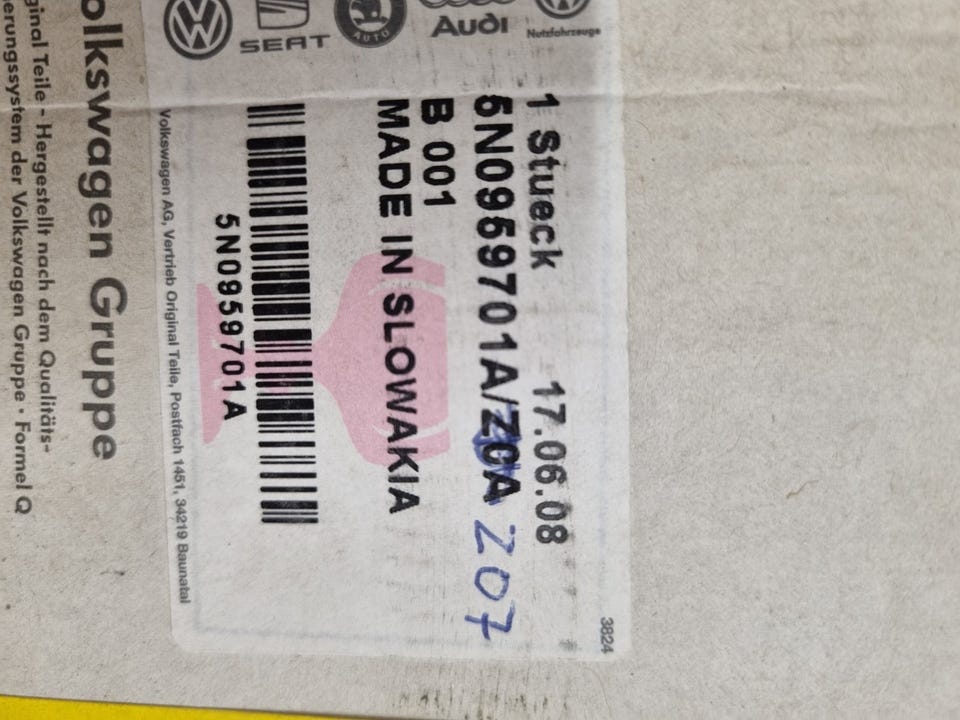 SEAT
AUTO
Audi
Nutzfahrzeuge
1 Stueck 17.06.08
5N0959701A/Z0A Z07
B 001
MADE IN SLOWAKIA
5N0959701A
Volkswagen AG, Vertrieb Original Teile, Postfach 1451, 34219 Baunatal
3824
olkswagen Gruppe
ginal Teile - Hergestellt nach dem Qualitäts-
erungssystem der Volkswagen Gruppe · Formel Q